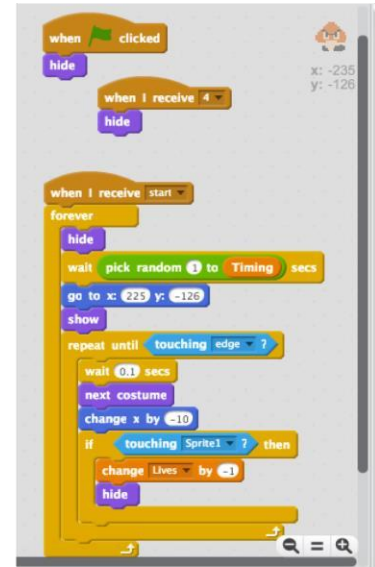 when clicked
hide
x: -235
y: -126
when I receive 4
hide
when I receive start
forever
hide
wait pick random 1 to Timing secs
go to x: 225 y: -126
show
repeat until touching edge ?
wait 0.1 secs
next costume
change x by -10
if touching Sprite1 ? then
change Lives by -1
hide